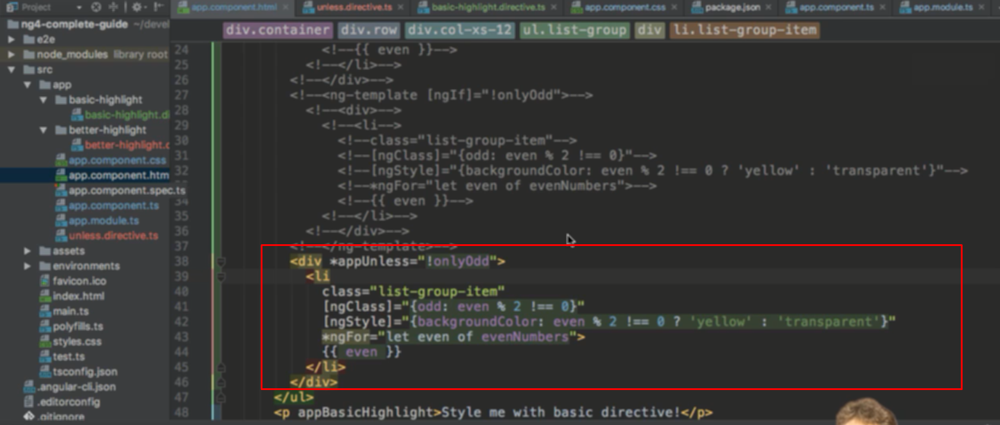 Project
app.component.html
unless.directive.ts
basic-highlight.directive.ts
app.component.css
package.json
app.component.ts
app.module.ts
ng4-complete-guide ~/devel
e2e
node_modules library root
src
app
basic-highlight
basic-highlight.di
better-highlight
better-highlight.c
app.component.css
app.component.htm
app.component.spec.ts
app.component.ts
app.module.ts
unless.directive.ts
assets
environments
favicon.ico
index.html
main.ts
polyfills.ts
styles.css
test.ts
tsconfig.json
.angular-cli.json
.editorconfig
.gitignore
div.container div.row div.col-xs-12 ul.list-group div li.list-group-item
24 <!--{{ even }}-->
25 <!--</li>-->
26 <!--</div>-->
27 <!--<ng-template [ngIf]="!onlyOdd">-->
28 <!--<div>-->
29 <!--<li-->
30 <!--class="list-group-item"-->
31 <!--[ngClass]="{odd: even % 2 !== 0}"-->
32 <!--[ngStyle]="{backgroundColor: even % 2 !== 0 ? 'yellow' : 'transparent'}"-->
<!--*ngFor="let even of evenNumbers">-->
34 <!--{{ even }}-->
35 <!--</li>-->
36 <!--</div>-->
37 <!--</ng-template>-->
38 <div *appUnless="!onlyOdd">
39 <li
40 class="list-group-item"
41 [ngClass]="{odd: even % 2 !== 0}"
42 [ngStyle]="{backgroundColor: even % 2 !== 0 ? 'yellow' : 'transparent'}"
43 *ngFor="let even of evenNumbers">
44 {{ even }}
45 </li>
46 </div>
47 </ul>
48 <p appBasicHighlight>Style me with basic directive!</p>